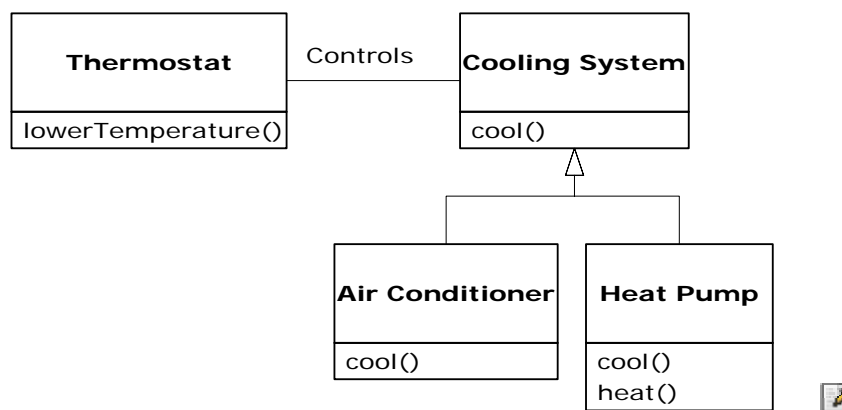 Thermostat
Controls
Cooling System
lowerTemperature()
cool()
Air Conditioner
Heat Pump
cool()
cool()
heat()